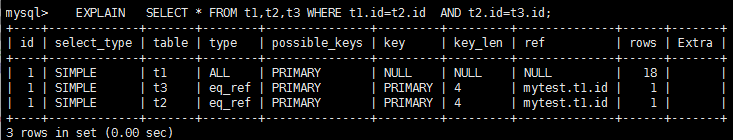 mysql>    EXPLAIN   SELECT * FROM t1,t2,t3 WHERE t1.id=t2.id  AND t2.id=t3.id;
+----+-------------+-------+--------+---------------+---------+---------+--------------+------+-------+
| id | select_type | table | type   | possible_keys | key     | key_len | ref          | rows | Extra |
+----+-------------+-------+--------+---------------+---------+---------+--------------+------+-------+
|  1 | SIMPLE      | t1    | ALL    | PRIMARY       | NULL    | NULL    | NULL         |   18 |       |
|  1 | SIMPLE      | t3    | eq_ref | PRIMARY       | PRIMARY | 4       | mytest.t1.id |    1 |       |
|  1 | SIMPLE      | t2    | eq_ref | PRIMARY       | PRIMARY | 4       | mytest.t1.id |    1 |       |
+----+-------------+-------+--------+---------------+---------+---------+--------------+------+-------+
3 rows in set (0.00 sec)